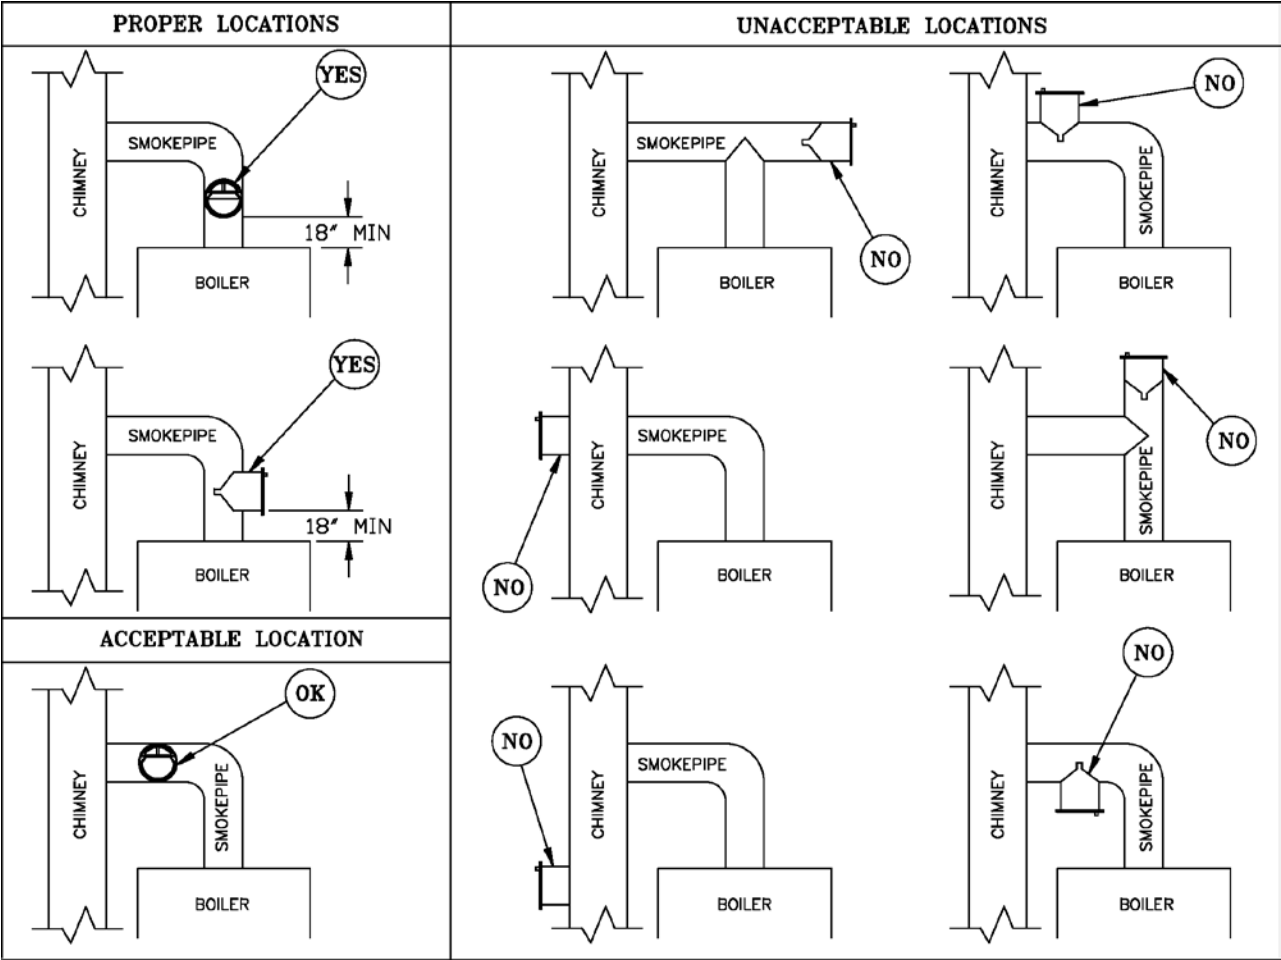 PROPER LOCATIONS
YES
SMOKEPIPE
CHIMNEY
18" MIN
BOILER
YES
SMOKEPIPE
CHIMNEY
18" MIN
BOILER
ACCEPTABLE LOCATION
OK
CHIMNEY
SMOKEPIPE
BOILER
UNACCEPTABLE LOCATIONS
SMOKEPIPE
CHIMNEY
NO
BOILER
NO
CHIMNEY
SMOKEPIPE
BOILER
SMOKEPIPE
CHIMNEY
NO
BOILER
NO
CHIMNEY
SMOKEPIPE
BOILER
NO
SMOKEPIPE
CHIMNEY
BOILER
NO
CHIMNEY
SMOKEPIPE
BOILER